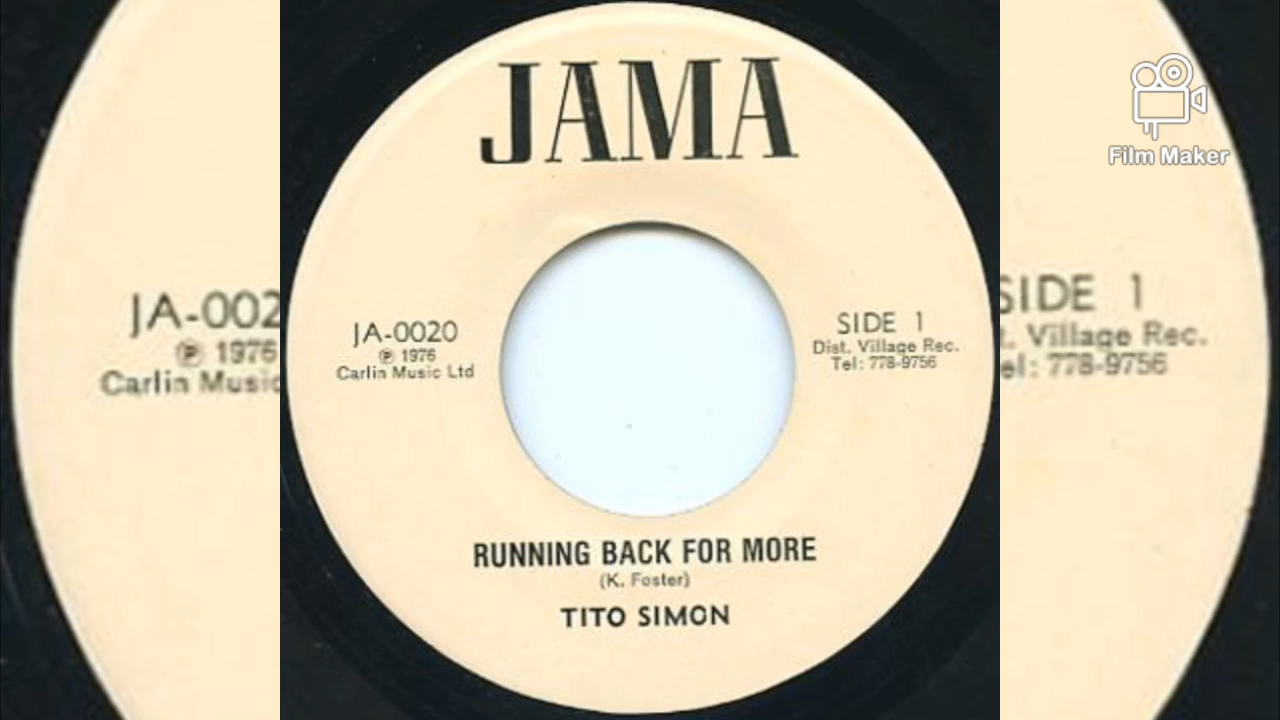 JAMA
Film Maker
JA-0020
℗ 1976
Carlin Music Ltd
SIDE 1
Dist. Village Rec.
Tel: 778-9756
RUNNING BACK FOR MORE
(K. Foster)
TITO SIMON
JA-002
℗ 1976
Carlin Music
SIDE 1
t. Village Rec.
el: 778-9756